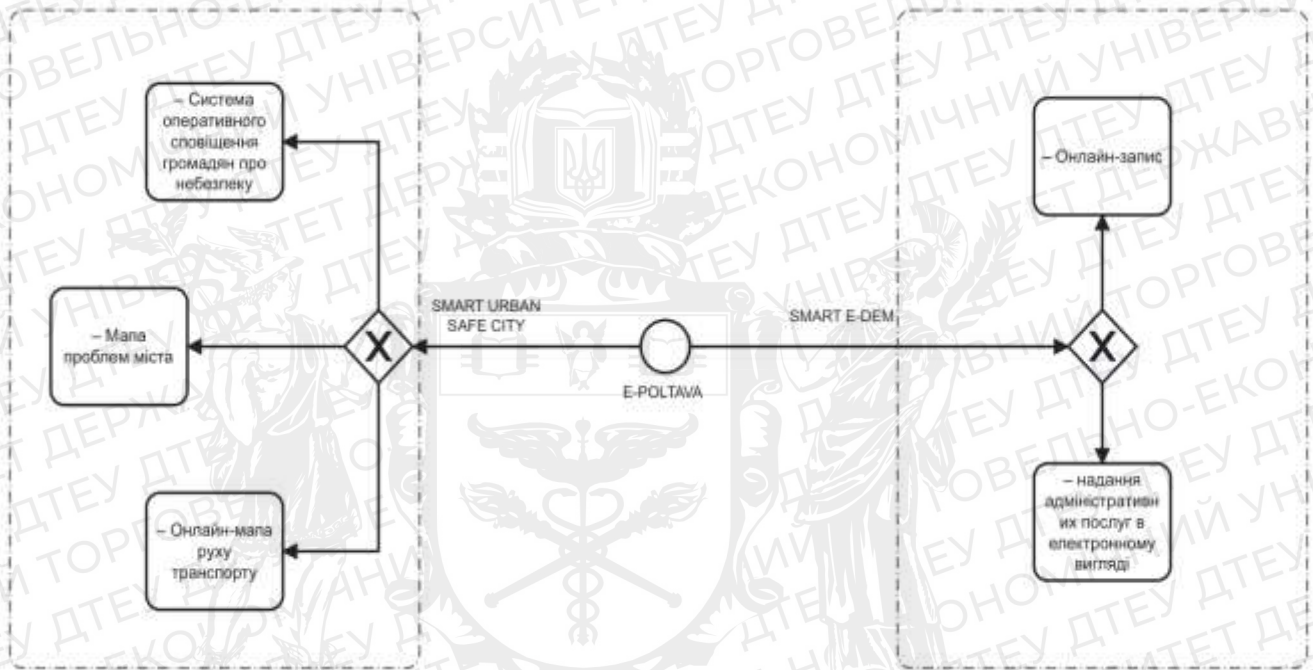 – Система
оперативного
сповіщення
громадян про
небезпеку
– Мапа
проблем міста
– Онлайн-мапа
руху
транспорту
SMART URBAN
SAFE CITY
E-POLTAVA
SMART E-DEM
– Онлайн-запис
– надання
адміністративн
их послуг в
електронному
вигляді